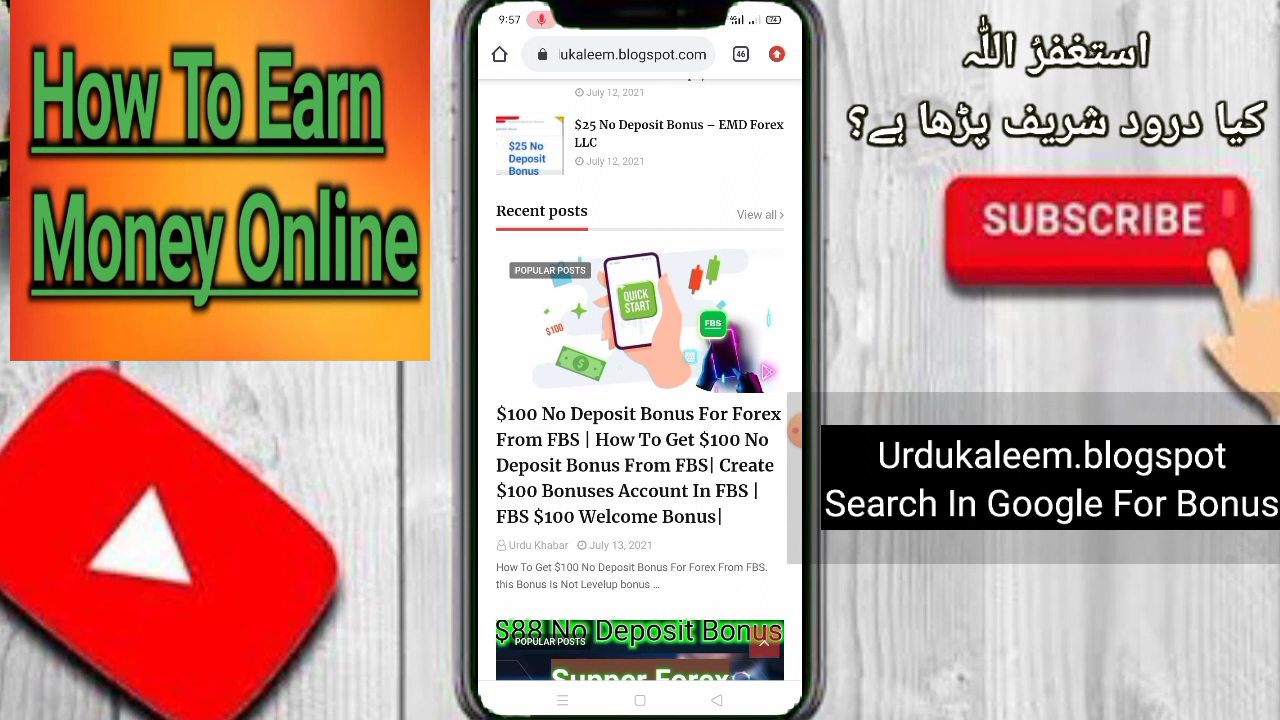 How To Earn
Money Online
9:57
74
ukaleem.blogspot.com
46
July 12, 2021
$25 No Deposit Bonus – EMD Forex
LLC
July 12, 2021
$25 No
Deposit
Bonus
Recent posts
View all ›
POPULAR POSTS
QUICK
START
$100
FBS
$100 No Deposit Bonus For Forex
From FBS | How To Get $100 No
Deposit Bonus From FBS| Create
$100 Bonuses Account In FBS |
FBS $100 Welcome Bonus|
Urdu Khabar
July 13, 2021
How To Get $100 No Deposit Bonus For Forex From FBS.
this Bonus Is Not Levelup bonus ...
$88 No Deposit Bonus
POPULAR POSTS
Supper Forex
استغفرُ اللّٰہ
کیا درود شریف پڑھا ہے؟
SUBSCRIBE
Urdukaleem.blogspot
Search In Google For Bonus